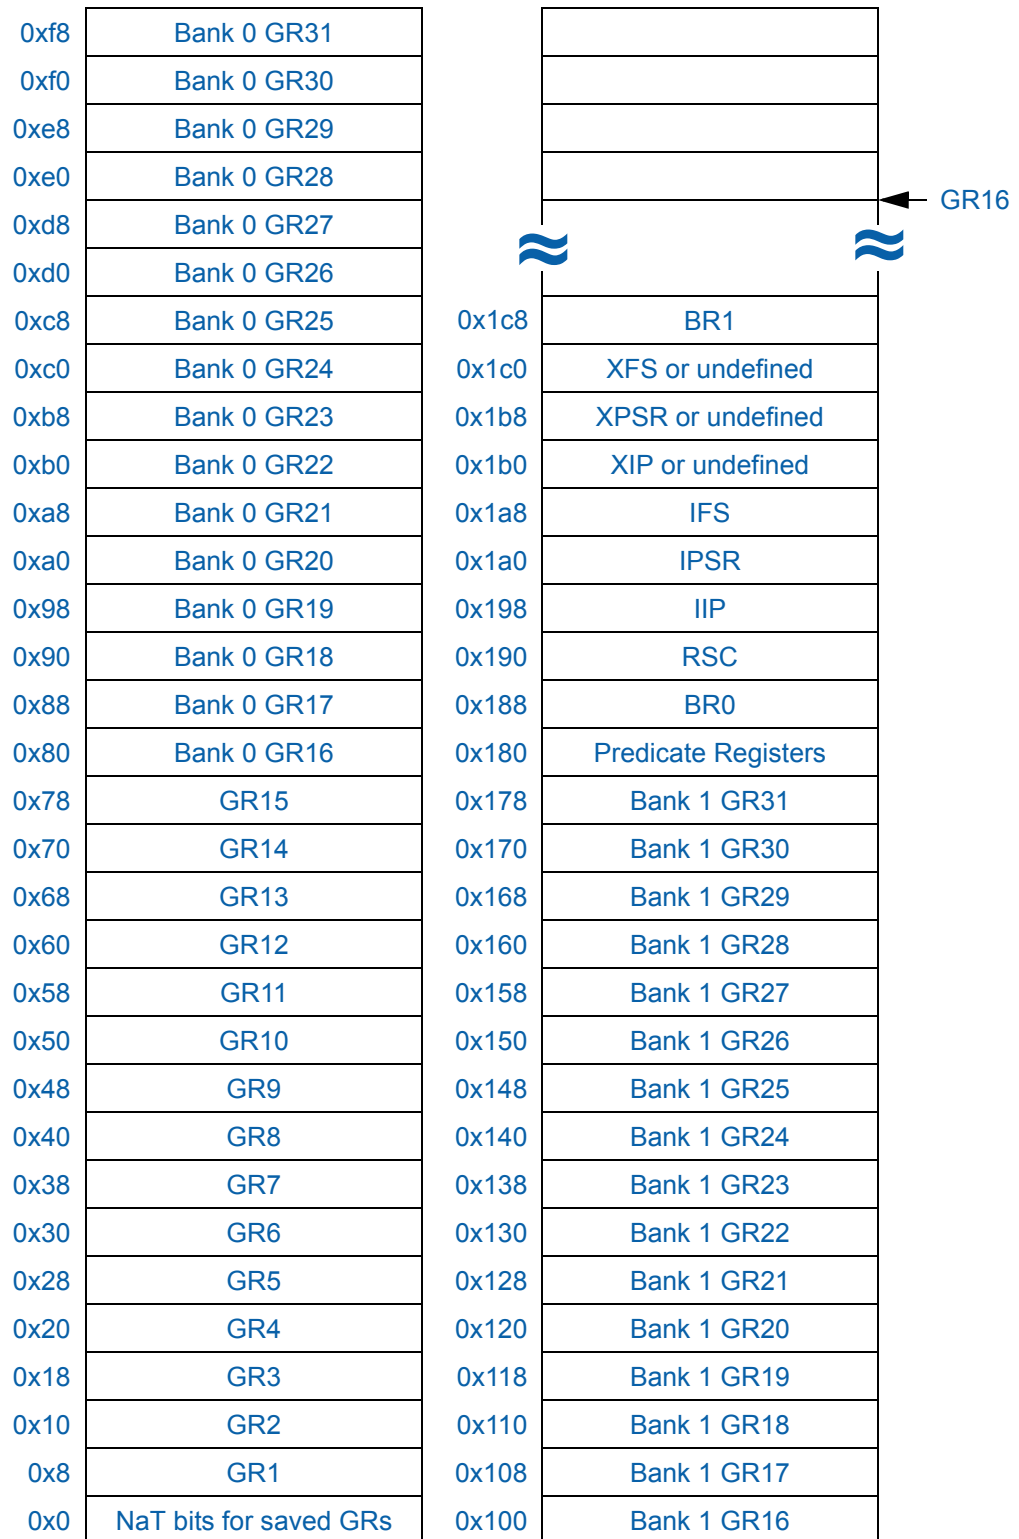 0xf8 Bank 0 GR31
0xf0 Bank 0 GR30
0xe8 Bank 0 GR29
0xe0 Bank 0 GR28
0xd8 Bank 0 GR27
0xd0 Bank 0 GR26
0xc8 Bank 0 GR25
0xc0 Bank 0 GR24
0xb8 Bank 0 GR23
0xb0 Bank 0 GR22
0xa8 Bank 0 GR21
0xa0 Bank 0 GR20
0x98 Bank 0 GR19
0x90 Bank 0 GR18
0x88 Bank 0 GR17
0x80 Bank 0 GR16
0x78 GR15
0x70 GR14
0x68 GR13
0x60 GR12
0x58 GR11
0x50 GR10
0x48 GR9
0x40 GR8
0x38 GR7
0x30 GR6
0x28 GR5
0x20 GR4
0x18 GR3
0x10 GR2
0x8 GR1
0x0 NaT bits for saved GRs
GR16
≈ ≈
0x1c8 BR1
0x1c0 XFS or undefined
0x1b8 XPSR or undefined
0x1b0 XIP or undefined
0x1a8 IFS
0x1a0 IPSR
0x198 IIP
0x190 RSC
0x188 BR0
0x180 Predicate Registers
0x178 Bank 1 GR31
0x170 Bank 1 GR30
0x168 Bank 1 GR29
0x160 Bank 1 GR28
0x158 Bank 1 GR27
0x150 Bank 1 GR26
0x148 Bank 1 GR25
0x140 Bank 1 GR24
0x138 Bank 1 GR23
0x130 Bank 1 GR22
0x128 Bank 1 GR21
0x120 Bank 1 GR20
0x118 Bank 1 GR19
0x110 Bank 1 GR18
0x108 Bank 1 GR17
0x100 Bank 1 GR16